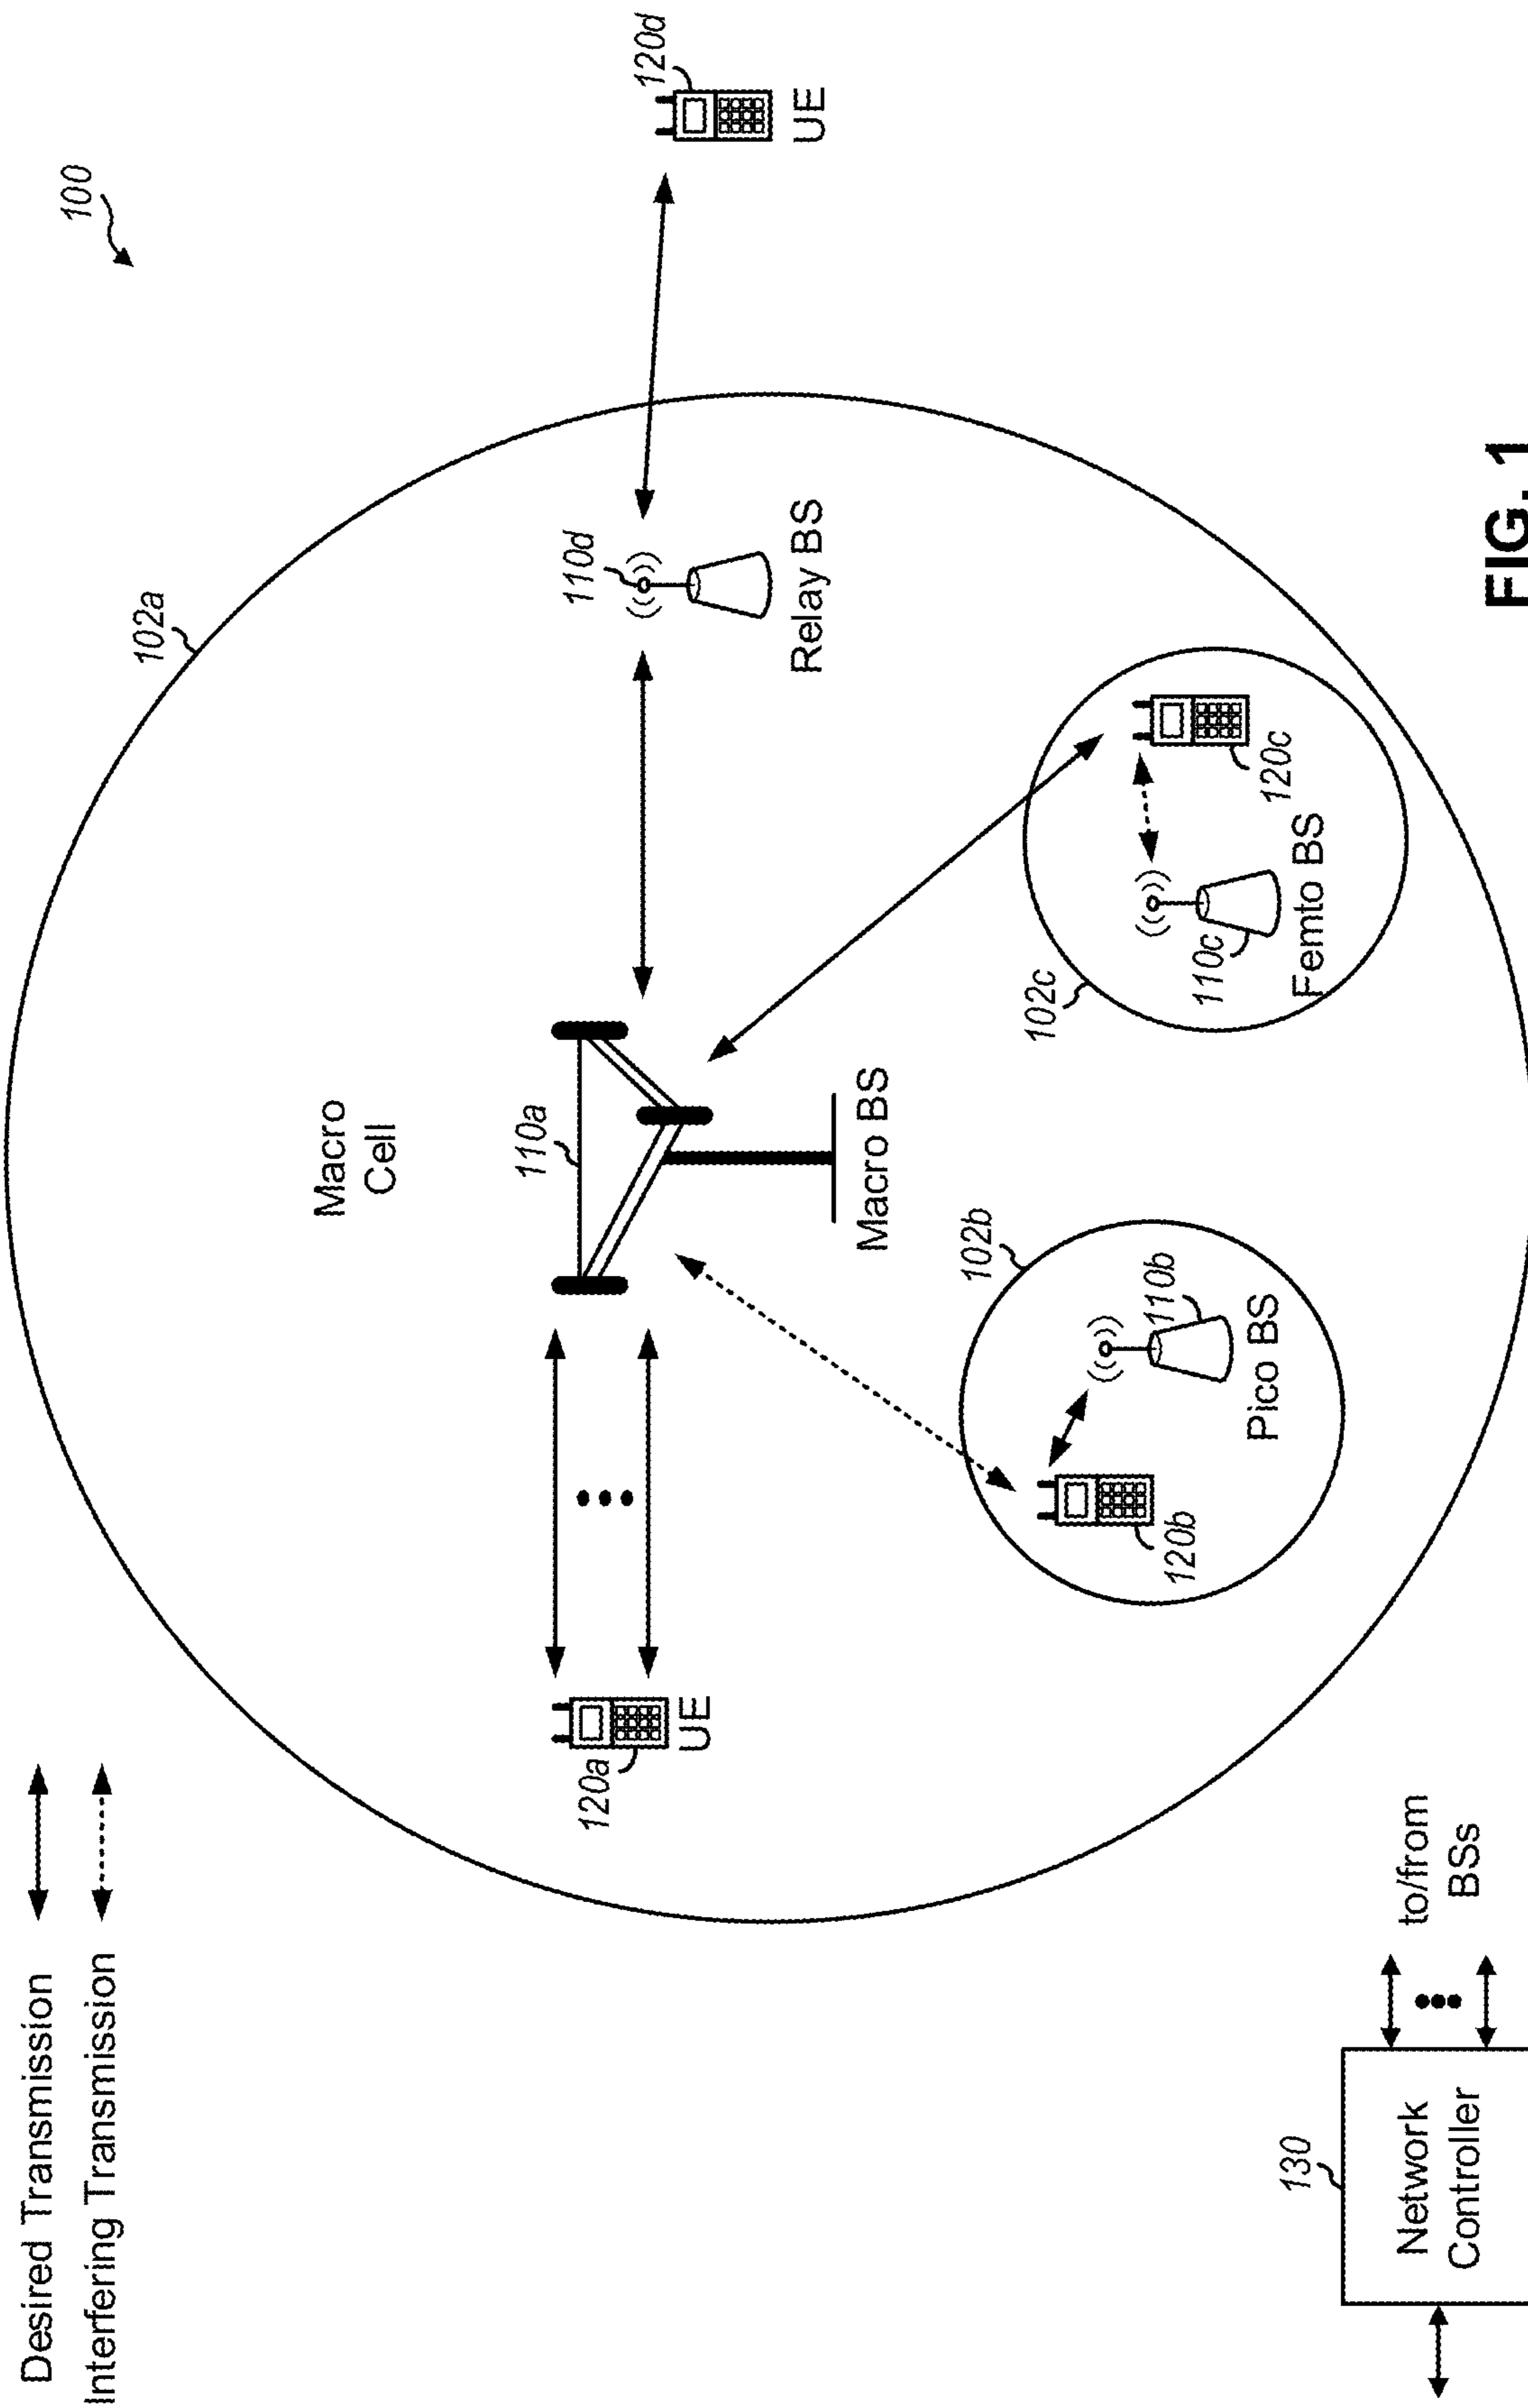 Desired Transmission
Interfering Transmission
100
102a
Macro
Cell
110a
Macro BS
110d
Relay BS
120d
UE
120a
UE
102b
110b
Pico BS
120b
102c
110c
Femto BS
120c
130
Network
Controller
to/from
BSs
FIG. 1